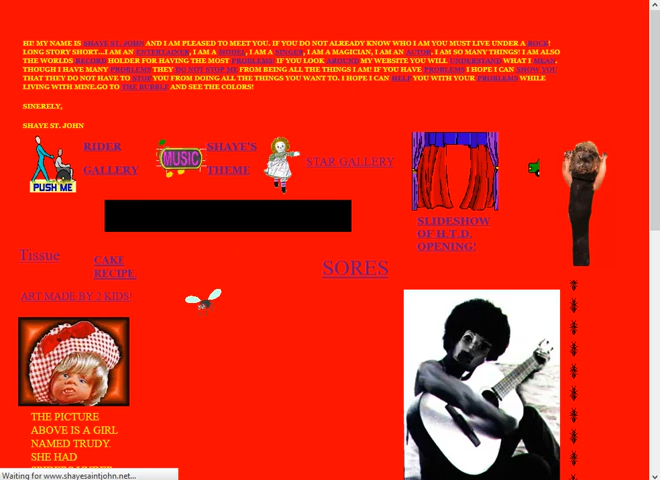 HI! MY NAME IS SHAYE ST. JOHN AND I AM PLEASED TO MEET YOU. IF YOU DO NOT ALREADY KNOW WHO I AM YOU MUST LIVE UNDER A ROCK!
LONG STORY SHORT...I AM AN ENTERTAINER, I AM A MODEL, I AM A SINGER, I AM A MAGICIAN, I AM AN AUTOR, I AM SO MANY THINGS! I AM ALSO
THE WORLDS RECORD HOLDER FOR HAVING THE MOST PROBLEMS. IF YOU LOOK AROUND MY WEBSITE YOU WILL UNDERSTAND WHAT I MEAN.
THOUGH I HAVE MANY PROBLEMS THEY DO NOT STOP ME FROM BEING ALL THE THINGS I AM! IF YOU HAVE PROBLEMS I HOPE I CAN SHOW YOU
THAT THEY DO NOT HAVE TO STOP YOU FROM DOING ALL THE THINGS YOU WANT TO. I HOPE I CAN HELP YOU WITH YOUR PROBLEMS WHILE
LIVING WITH MINE.GO TO THE BUBBLE AND SEE THE COLORS!
SINERELY,
SHAYE ST. JOHN
RIDER
GALLERY
PUSH ME
MUSIC
SHAYE'S
THEME
STAR GALLERY
SLIDESHOW
OF H.T.D.
OPENING!
Tissue
CAKE
RECIPE
SORES
ART MADE BY 2 KIDS!
THE PICTURE
ABOVE IS A GIRL
NAMED TRUDY.
SHE HAD
Waiting for www.shayesaintjohn.net...